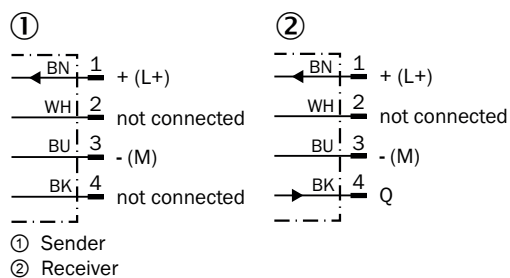 ① ②
BN 1 + (L+)
WH 2 not connected
BU 3 - (M)
BK 4 not connected
BN 1 + (L+)
WH 2 not connected
BU 3 - (M)
BK 4 Q
① Sender
② Receiver